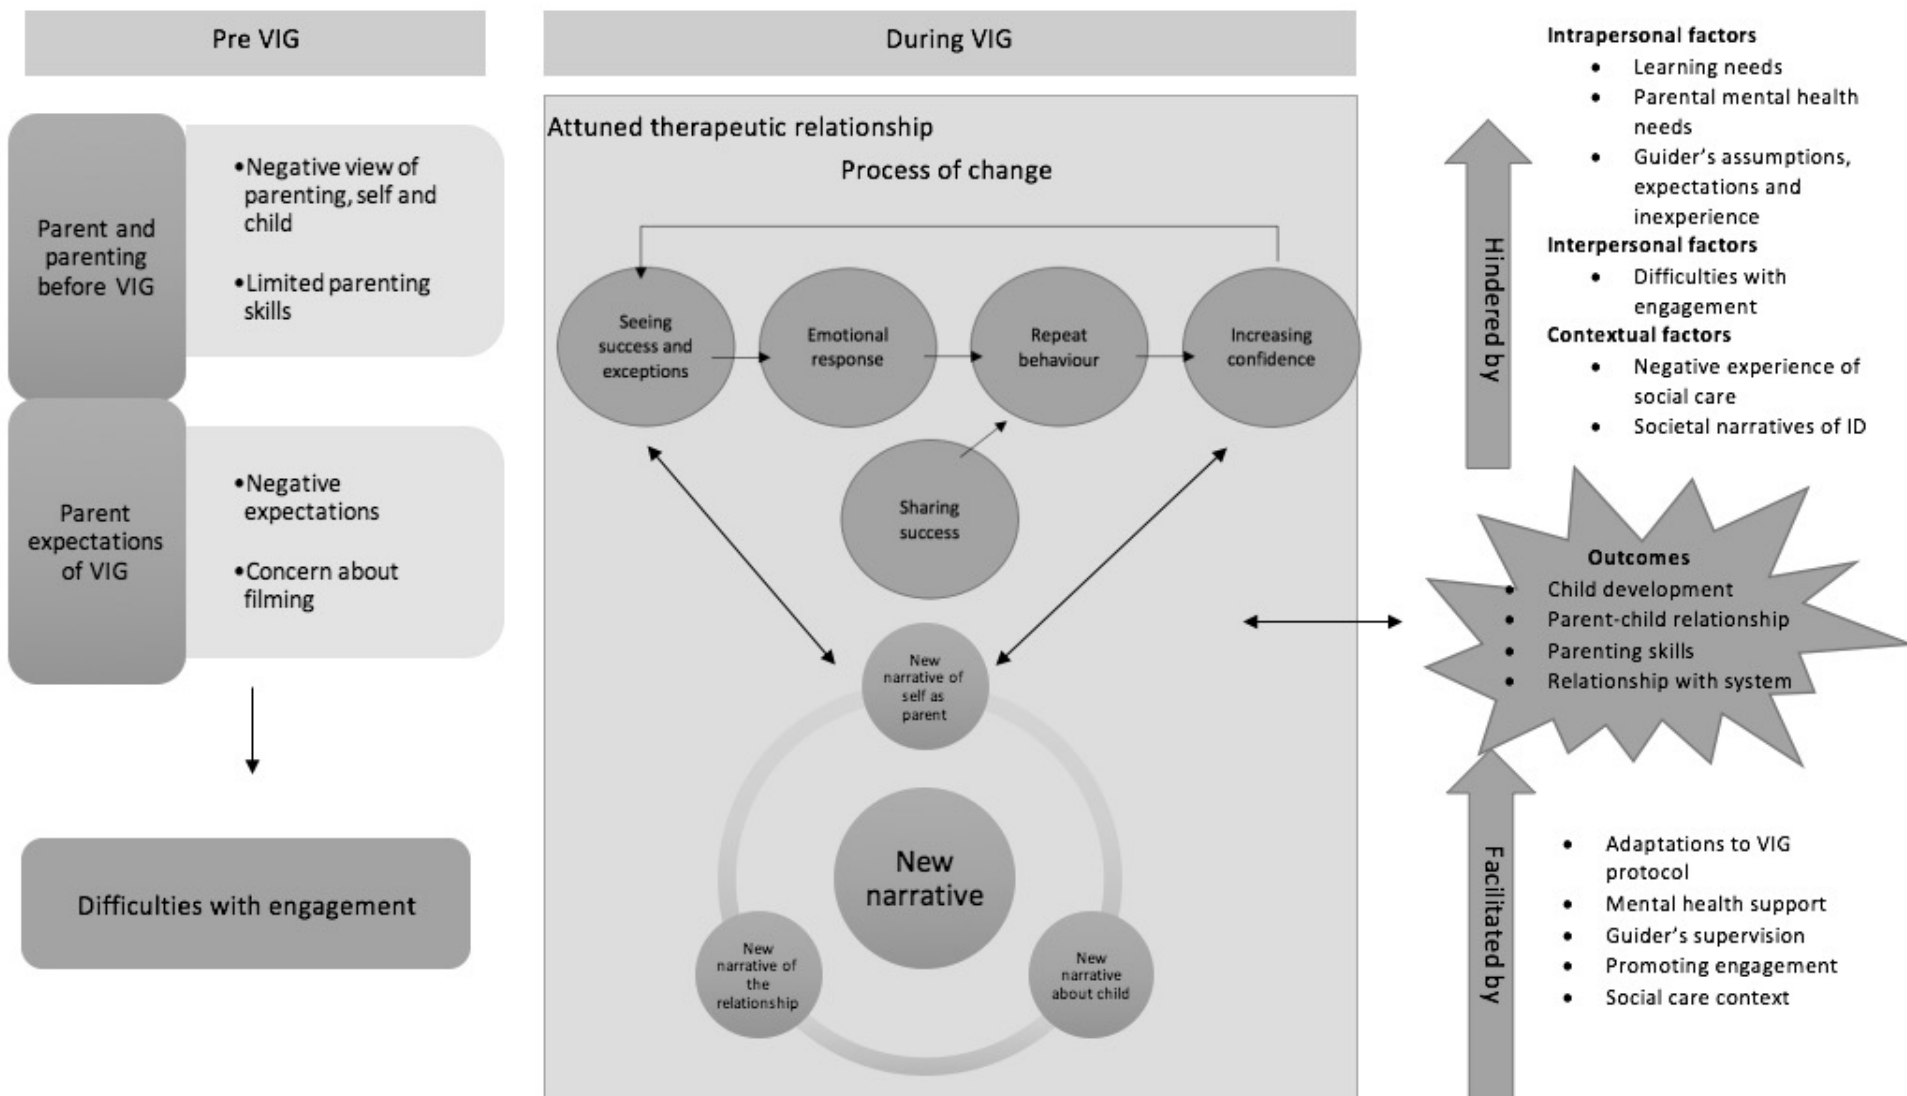 Pre VIG
Parent and
parenting
before VIG
•Negative view of
parenting, self and
child
•Limited parenting
skills
Parent
expectations
of VIG
•Negative
expectations
•Concern about
filming
Difficulties with engagement
During VIG
Attuned therapeutic relationship
Process of change
Seeing
success and
exceptions
Emotional
response
Repeat
behaviour
Increasing
confidence
Sharing
success
New
narrative of
self as
parent
New
narrative
New
narrative of
the
relationship
New
narrative
about child
Hindered by
Intrapersonal factors
• Learning needs
• Parental mental health
needs
• Guider's assumptions,
expectations and
inexperience
Interpersonal factors
• Difficulties with
engagement
Contextual factors
• Negative experience of
social care
• Societal narratives of ID
Outcomes
• Child development
• Parent-child relationship
• Parenting skills
• Relationship with system
Facilitated by
• Adaptations to VIG
protocol
• Mental health support
• Guider's supervision
• Promoting engagement
• Social care context